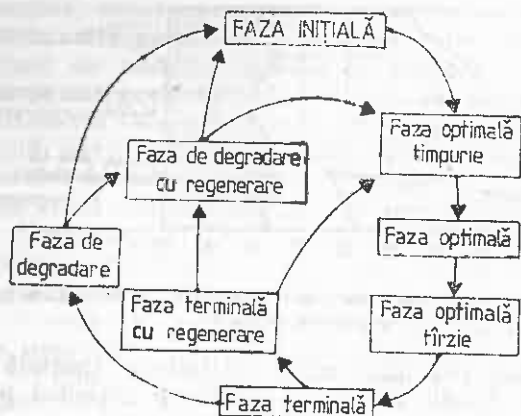 FAZA INIȚIALĂ
Faza optimală
timpurie
Faza de degradare
cu regenerare
Faza de
degradare
Faza optimală
Faza terminală
cu regenerare
Faza optimală
tîrzie
Faza terminală